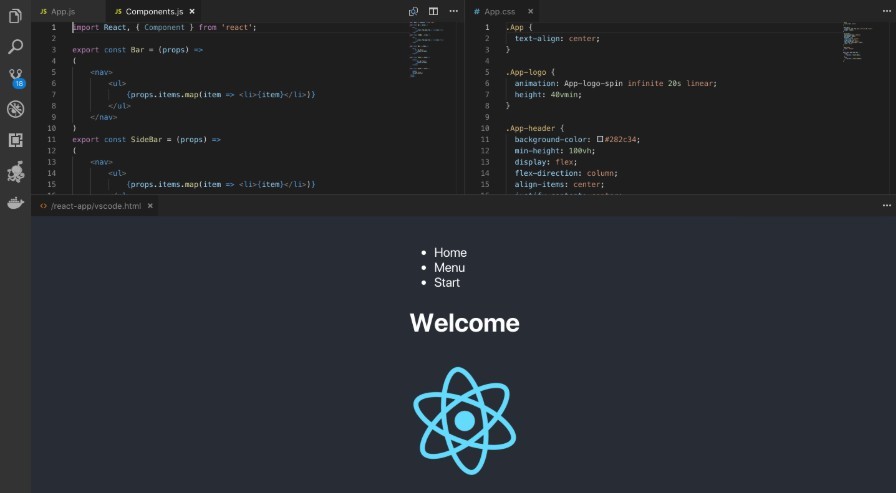 App.js
Components.js
1 import React, { Component } from 'react';
2
3 export const Bar = (props) =>
4 (
5 <nav>
6 <ul>
7 {props.items.map(item => <li>{item}</li>)}
8 </ul>
9 </nav>
10 )
11 export const SideBar = (props) =>
12 (
13 <nav>
14 <ul>
15 {props.items.map(item => <li>{item}</li>)}
App.css
1 .App {
2 text-align: center;
3 }
4
5 .App-logo {
6 animation: App-logo-spin infinite 20s linear;
7 height: 40vmin;
8 }
9
10 .App-header {
11 background-color: #282c34;
12 min-height: 100vh;
13 display: flex;
14 flex-direction: column;
15 align-items: center;
18
/react-app/vscode.html
Home
Menu
Start
Welcome